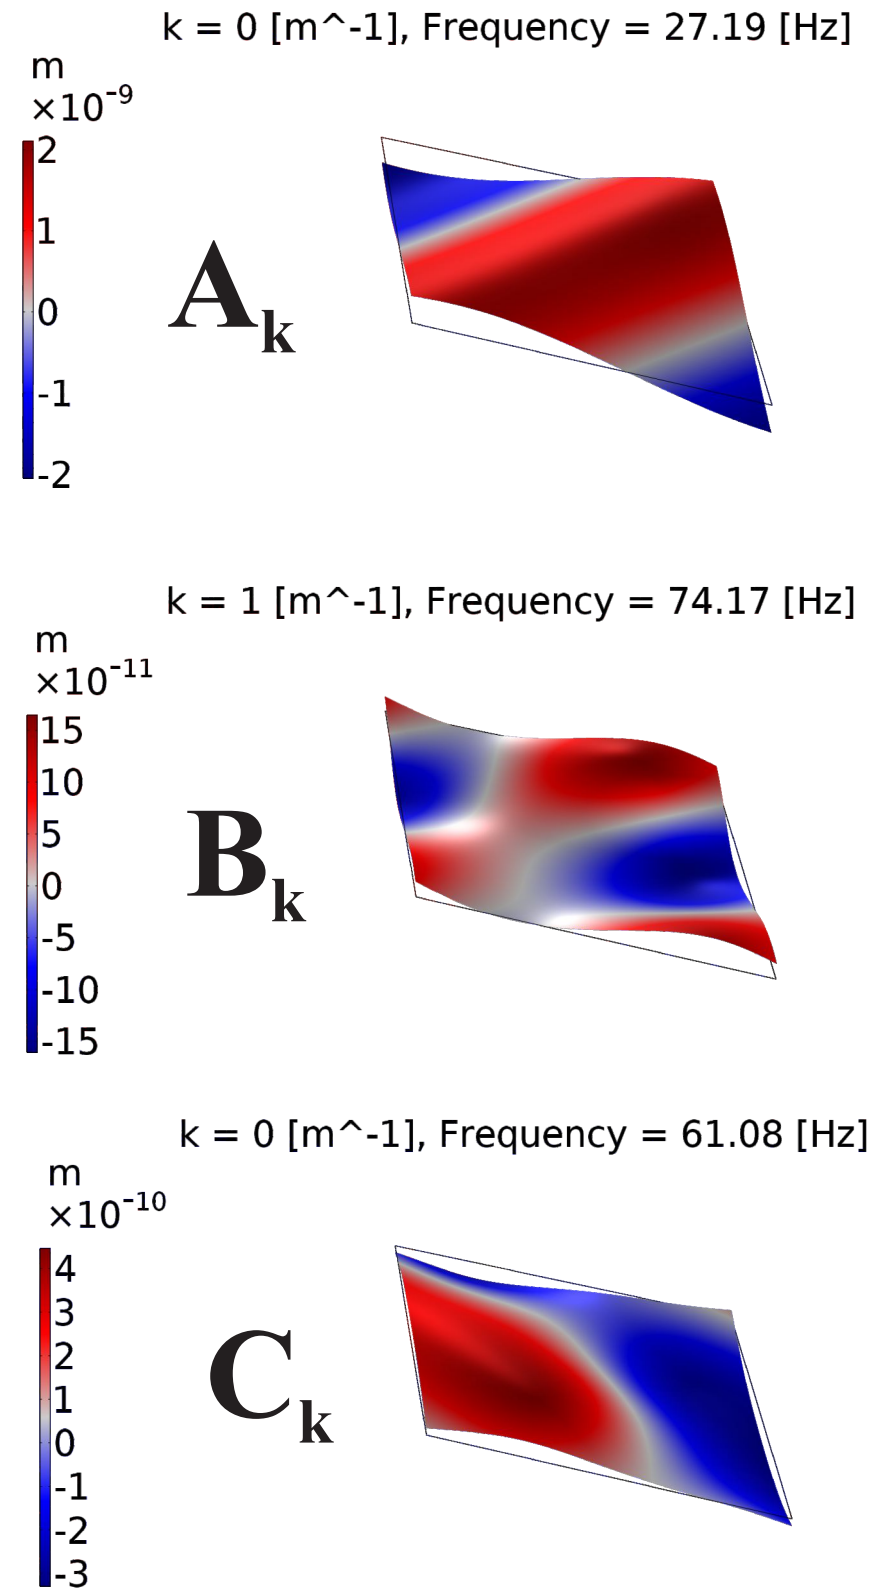 k = 0 [m^-1], Frequency = 27.19 [Hz]
m
×10⁻⁹
2
1
0
-1
-2
A_k
k = 1 [m^-1], Frequency = 74.17 [Hz]
m
×10⁻¹¹
15
10
5
0
-5
-10
-15
B_k
k = 0 [m^-1], Frequency = 61.08 [Hz]
m
×10⁻¹⁰
4
3
2
1
0
-1
-2
-3
C_k